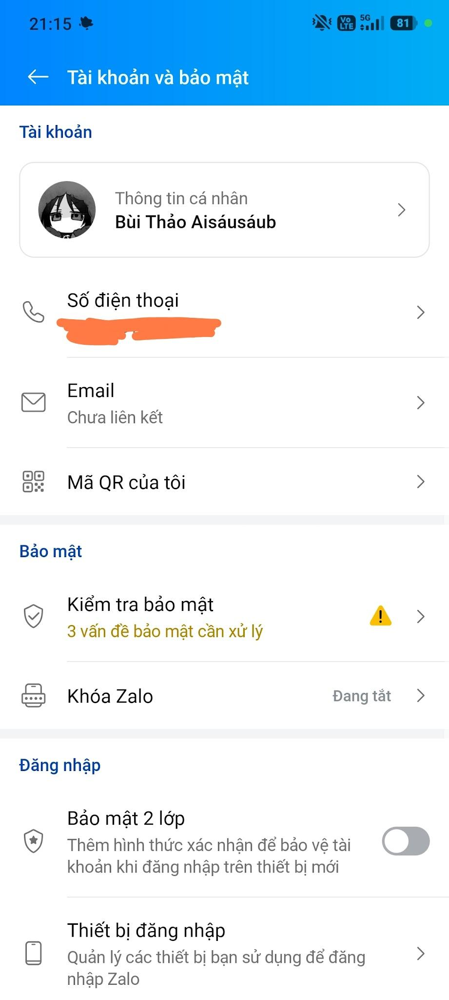 21:15
Vo LTE 5G 81
Tài khoản và bảo mật
Tài khoản
Thông tin cá nhân
Bùi Thảo Aisáusáub
Số điện thoại
Email
Chưa liên kết
Mã QR của tôi
Bảo mật
Kiểm tra bảo mật
3 vấn đề bảo mật cần xử lý
Khóa Zalo
Đang tắt
Đăng nhập
Bảo mật 2 lớp
Thêm hình thức xác nhận để bảo vệ tài
khoản khi đăng nhập trên thiết bị mới
Thiết bị đăng nhập
Quản lý các thiết bị bạn sử dụng để đăng
nhập Zalo